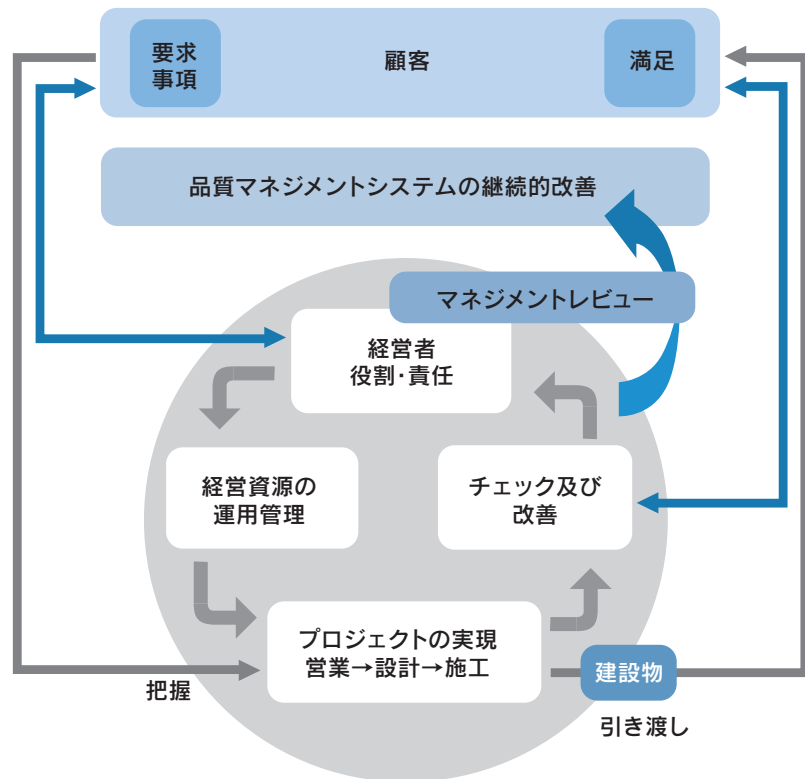 要求
事項
顧客
満足
品質マネジメントシステムの継続的改善
マネジメントレビュー
経営者
役割・責任
経営資源の
運用管理
チェック及び
改善
プロジェクトの実現
営業→設計→施工
建設物
把握
引き渡し